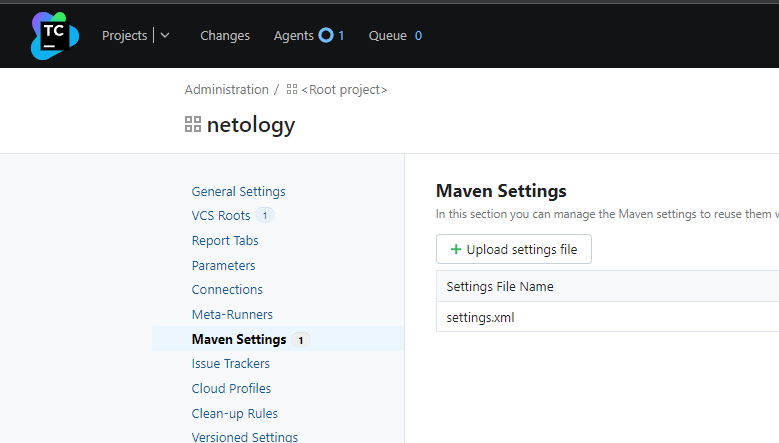 TC
Projects
Changes
Agents 1
Queue 0
Administration / <Root project>
netology
General Settings
VCS Roots 1
Report Tabs
Parameters
Connections
Meta-Runners
Maven Settings 1
Issue Trackers
Cloud Profiles
Clean-up Rules
Versioned Settings
Maven Settings
In this section you can manage the Maven settings to reuse them
+ Upload settings file
Settings File Name
settings.xml